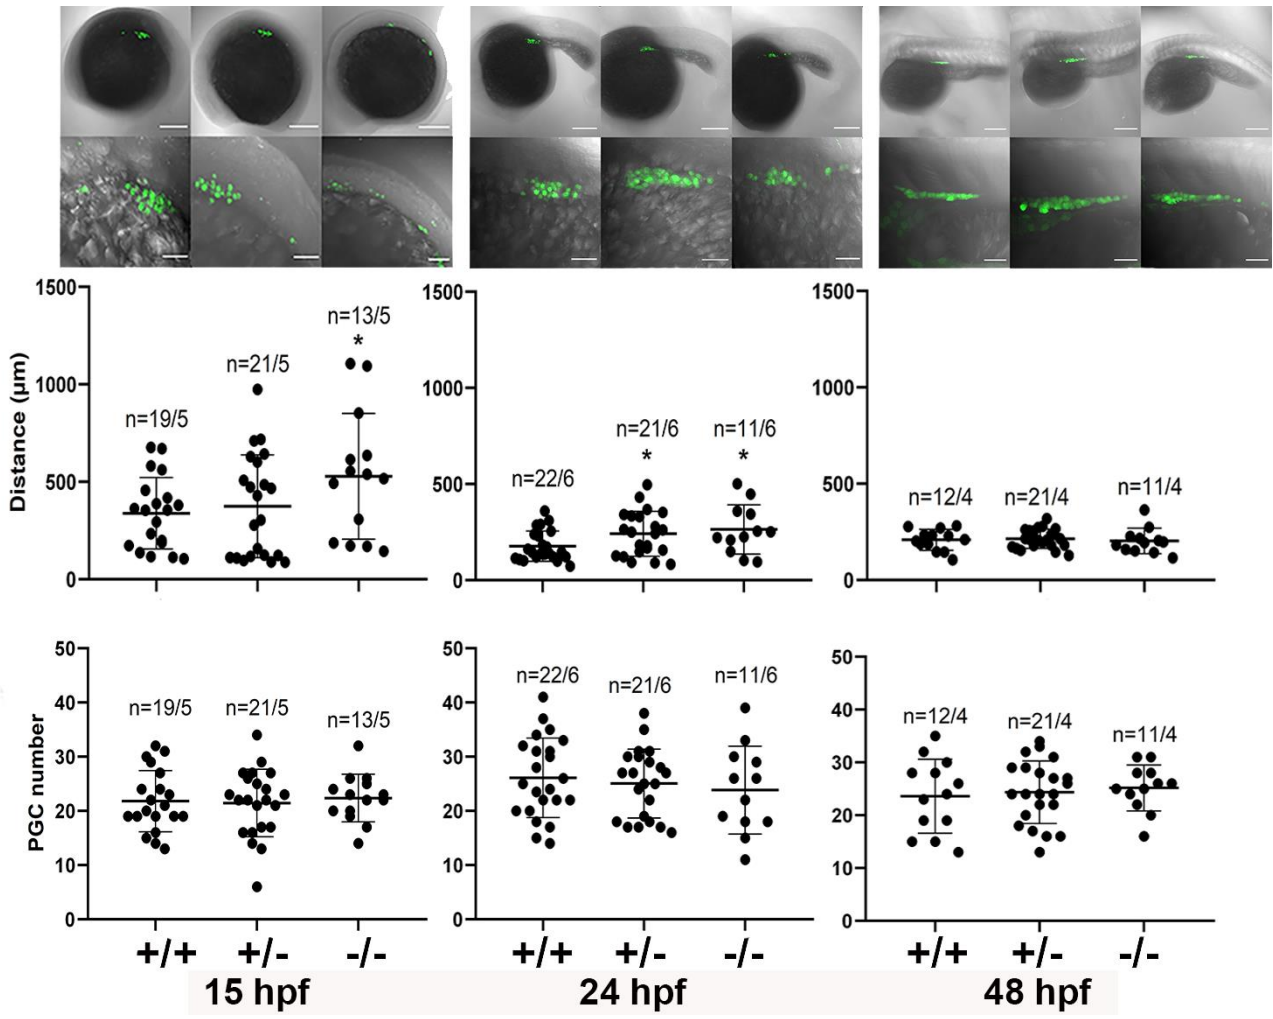 1500
1000
500
0
Distance (µm)
n=19/5
n=21/5
n=13/5
*
1500
1000
500
0
n=22/6
n=21/6
*
n=11/6
*
1500
1000
500
0
n=12/4
n=21/4
n=11/4
50
40
30
20
10
0
PGC number
n=19/5
n=21/5
n=13/5
50
40
30
20
10
0
n=22/6
n=21/6
n=11/6
50
40
30
20
10
0
n=12/4
n=21/4
n=11/4
+/+ +/- -/-
+/+ +/- -/-
+/+ +/- -/-
15 hpf
24 hpf
48 hpf